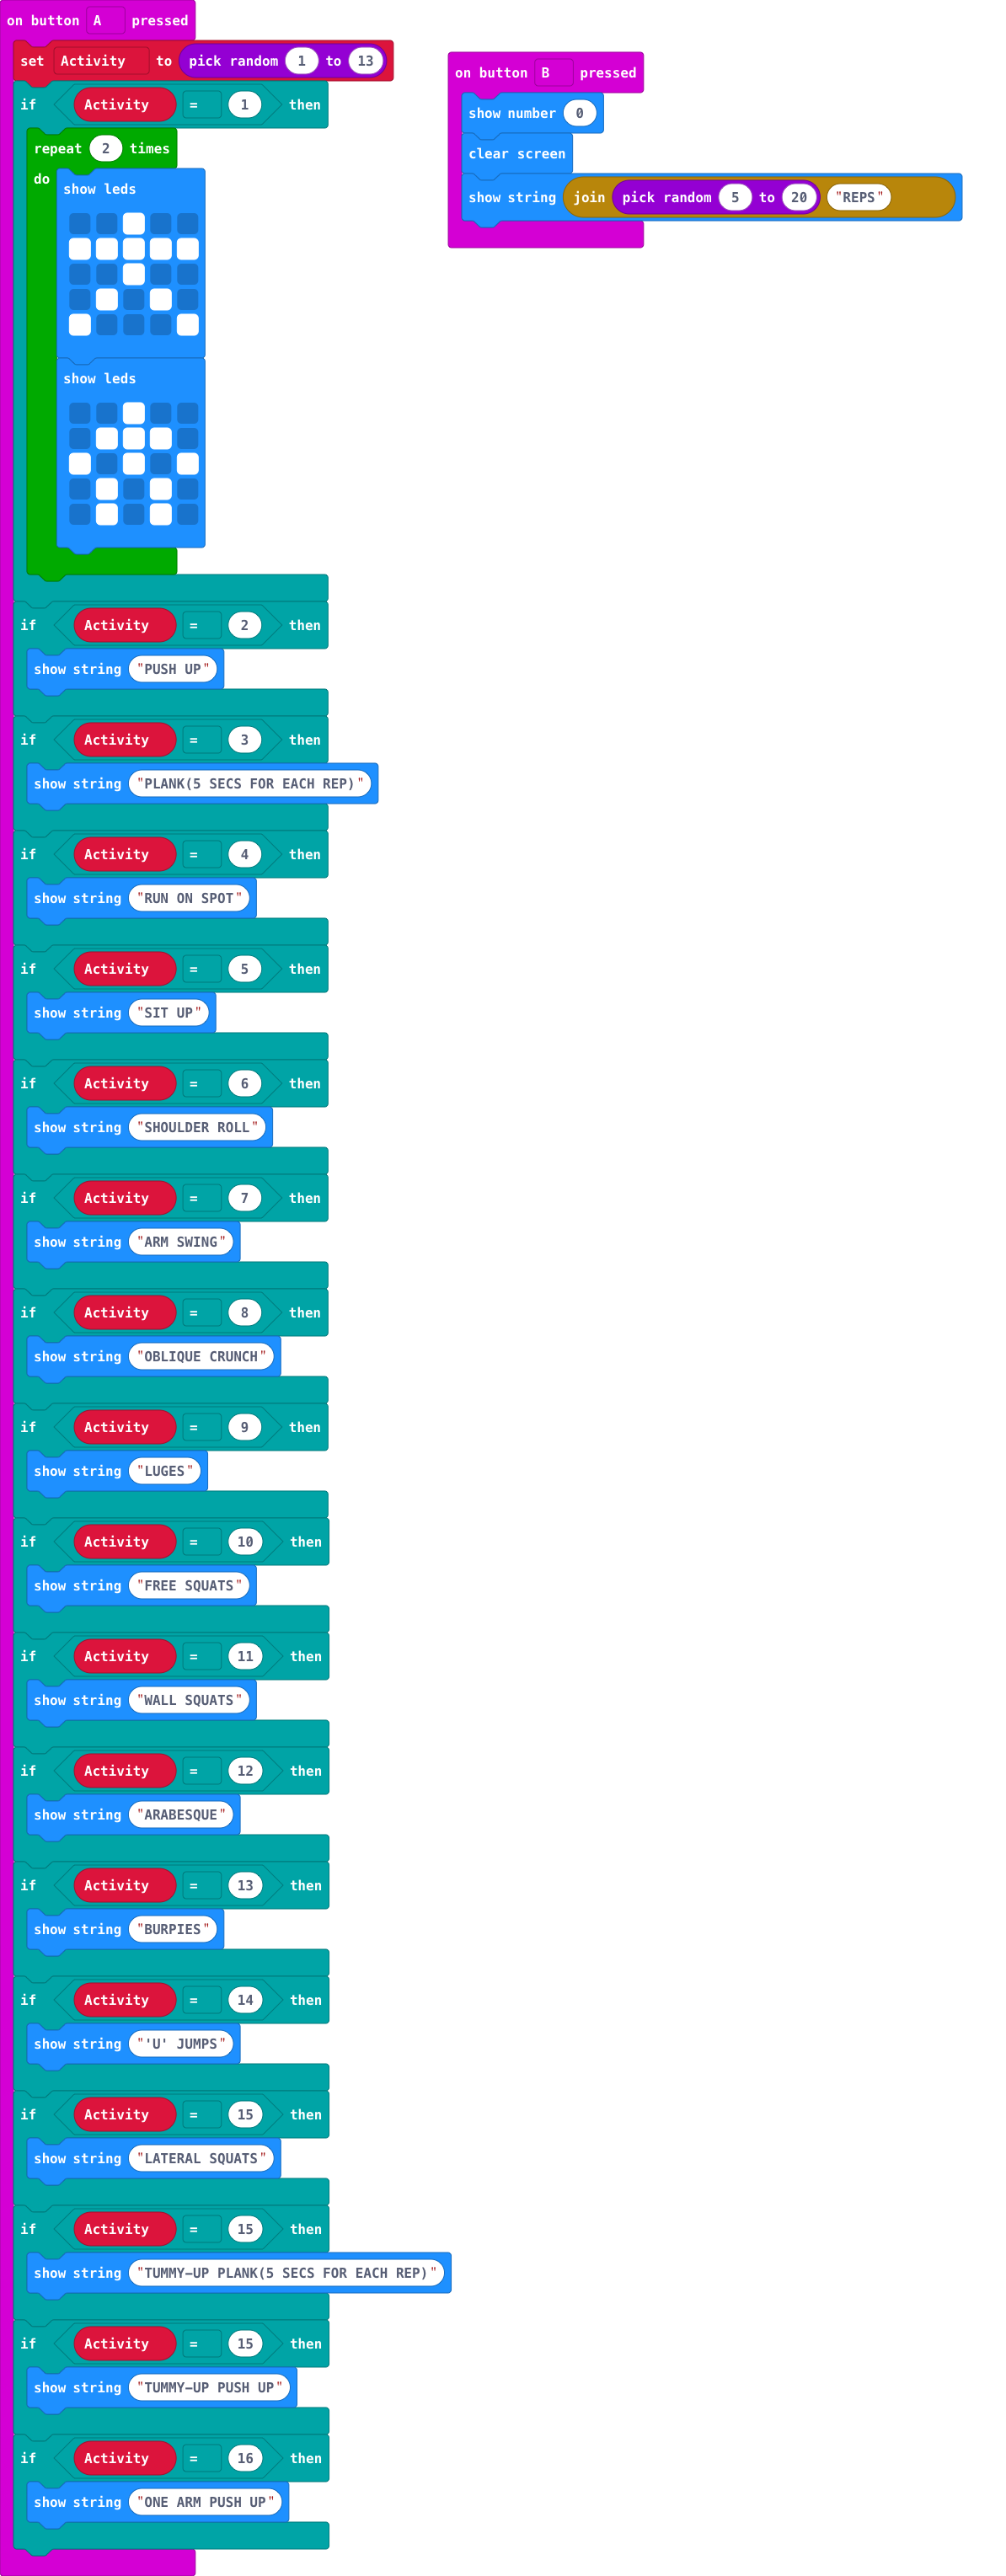 on button A pressed
set Activity to pick random 1 to 13
if Activity = 1 then
repeat 2 times
do
show leds
show leds
if Activity = 2 then
show string "PUSH UP"
if Activity = 3 then
show string "PLANK(5 SECS FOR EACH REP)"
if Activity = 4 then
show string "RUN ON SPOT"
if Activity = 5 then
show string "SIT UP"
if Activity = 6 then
show string "SHOULDER ROLL"
if Activity = 7 then
show string "ARM SWING"
if Activity = 8 then
show string "OBLIQUE CRUNCH"
if Activity = 9 then
show string "LUGES"
if Activity = 10 then
show string "FREE SQUATS"
if Activity = 11 then
show string "WALL SQUATS"
if Activity = 12 then
show string "ARABESQUE"
if Activity = 13 then
show string "BURPIES"
if Activity = 14 then
show string "'U' JUMPS"
if Activity = 15 then
show string "LATERAL SQUATS"
if Activity = 15 then
show string "TUMMY-UP PLANK(5 SECS FOR EACH REP)"
if Activity = 15 then
show string "TUMMY-UP PUSH UP"
if Activity = 16 then
show string "ONE ARM PUSH UP"
on button B pressed
show number 0
clear screen
show string join pick random 5 to 20 "REPS"